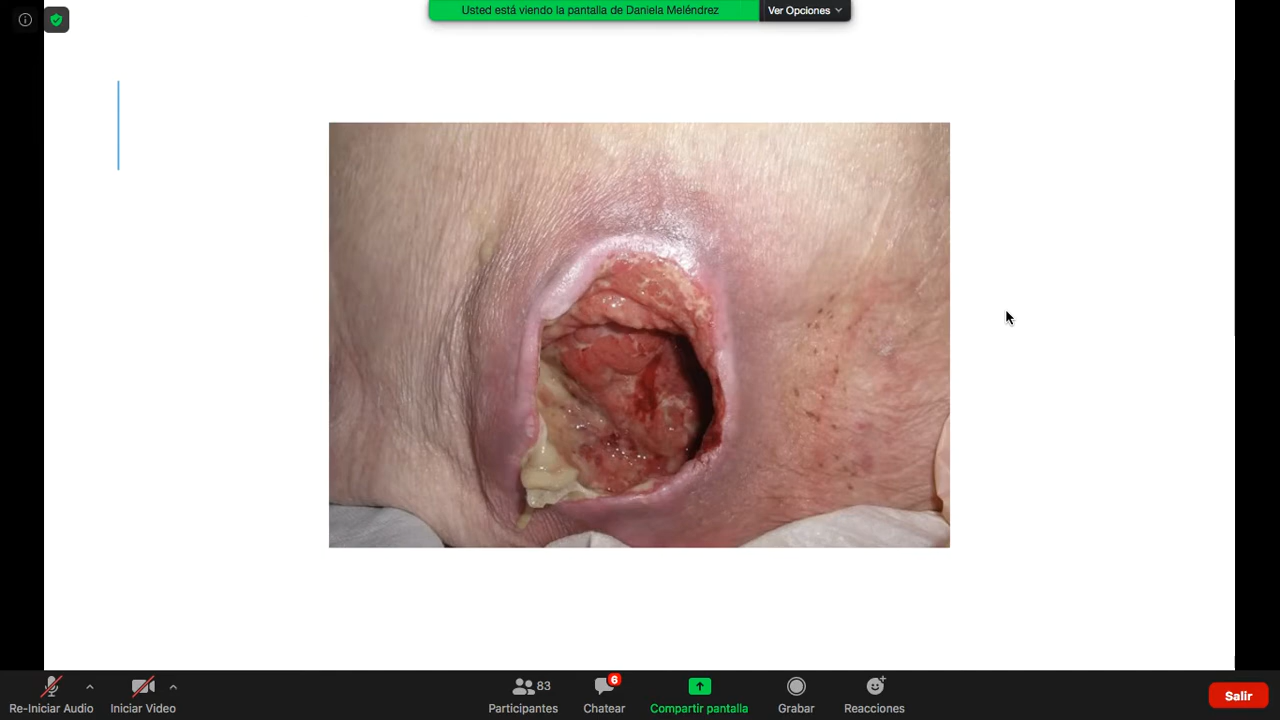 Usted está viendo la pantalla de Daniela Meléndrez
Ver Opciones
Re-Iniciar Audio
Iniciar Video
83
Participantes
6
Chatear
Compartir pantalla
Grabar
Reacciones
Salir